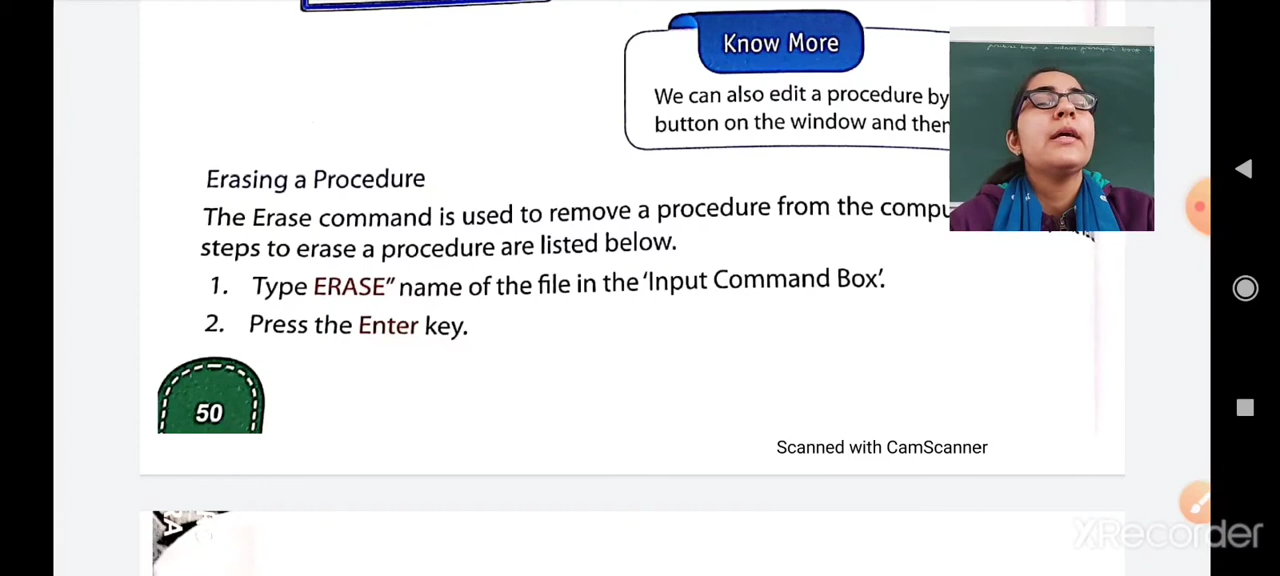 Know More
We can also edit a procedure by
button on the window and then
Erasing a Procedure
The Erase command is used to remove a procedure from the compu
steps to erase a procedure are listed below.
1. Type ERASE" name of the file in the 'Input Command Box'.
2. Press the Enter key.
50
Scanned with CamScanner
XRecorder